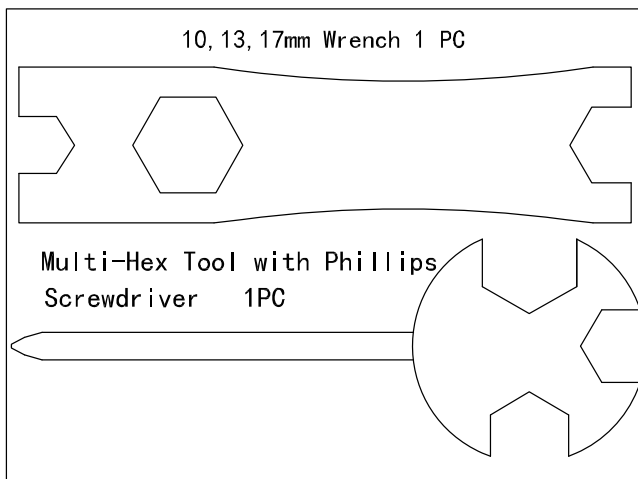 10,13,17mm Wrench 1 PC
Multi-Hex Tool with Phillips
Screwdriver 1PC